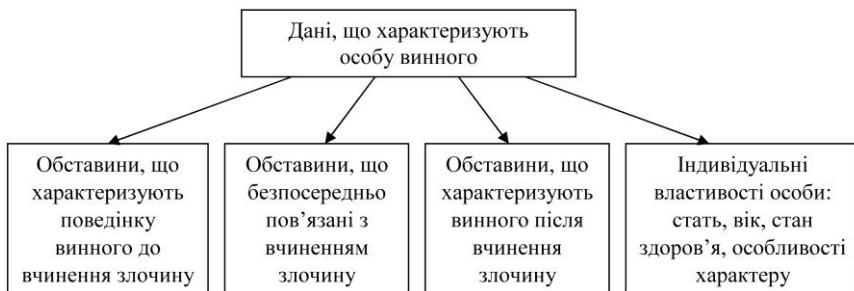 Дані, що характеризують
особу винного
Обставини, що
характеризують
поведінку
винного до
вчинення злочину
Обставини, що
безпосередньо
пов’язані з
вчиненням
злочину
Обставини, що
характеризують
винного після
вчинення
злочину
Індивідуальні
властивості особи:
стать, вік, стан
здоров’я, особливості
характеру